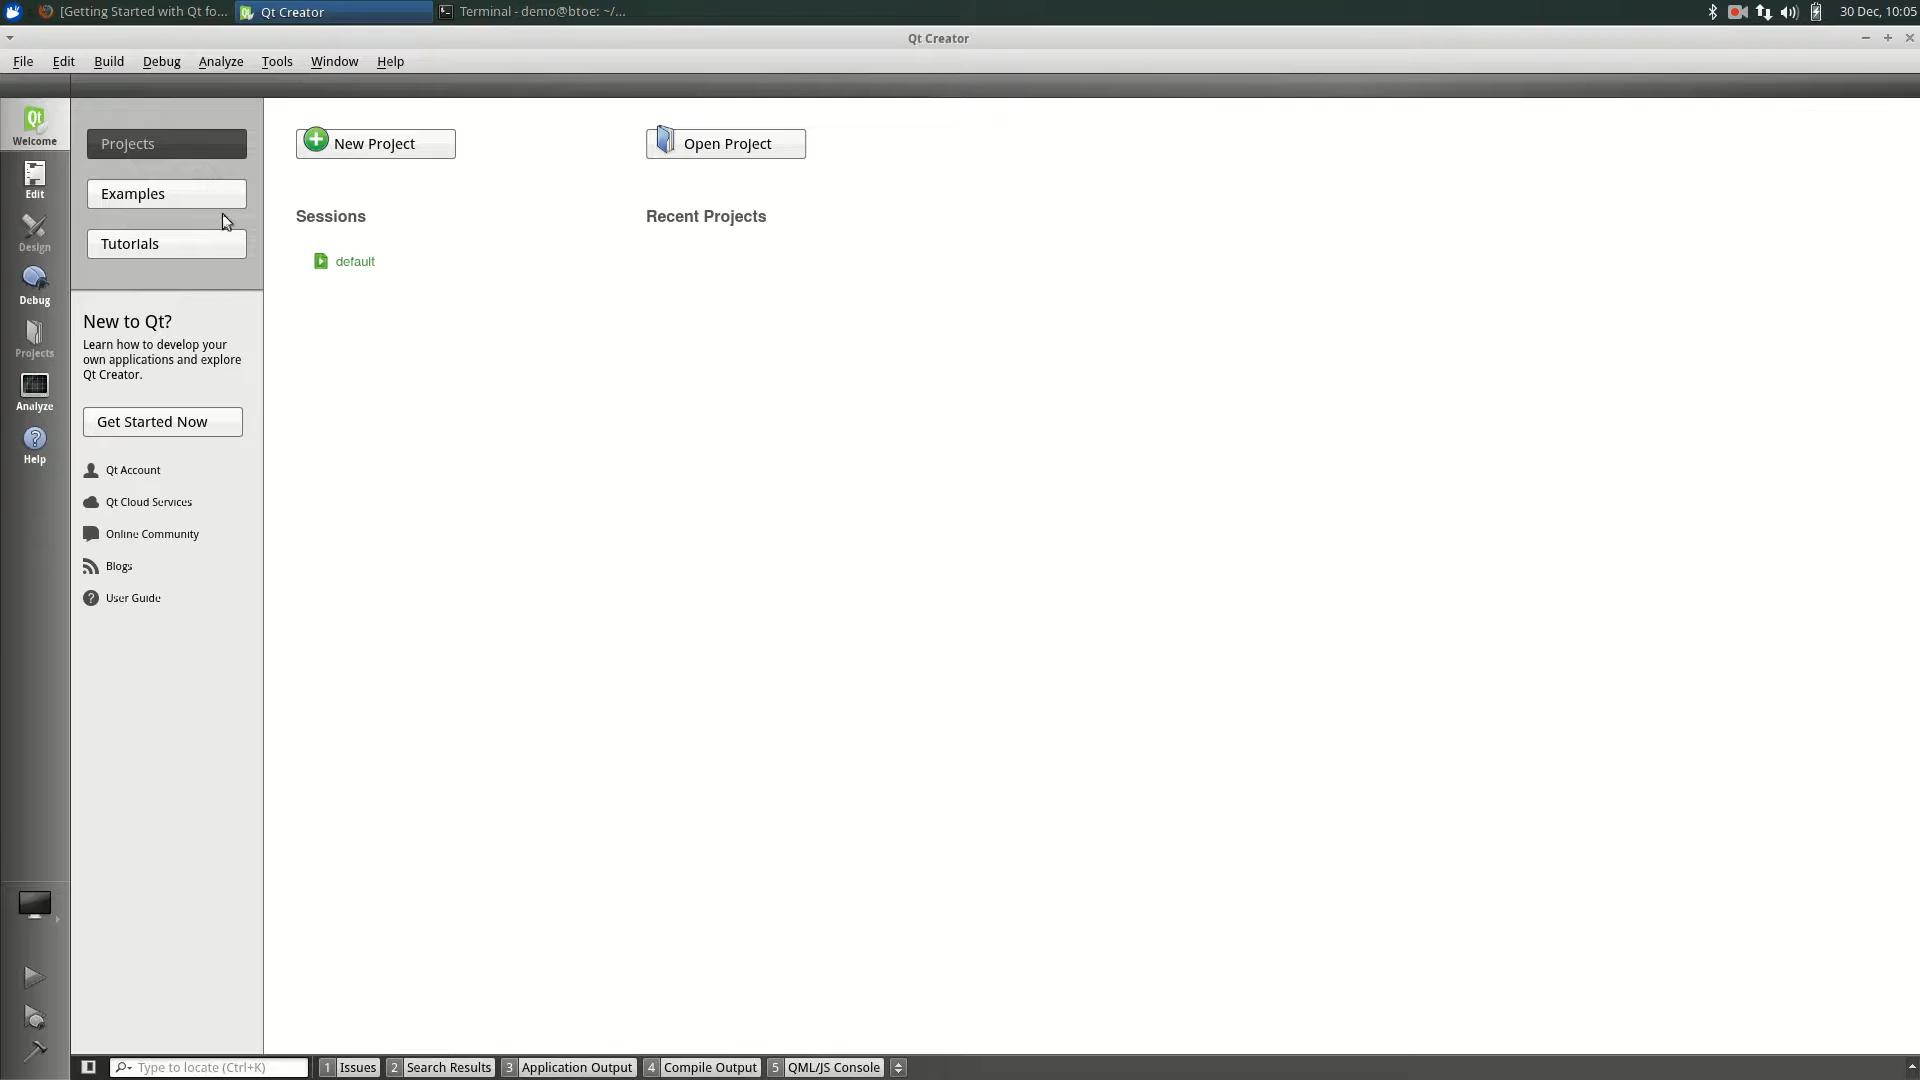 [Getting Started with Qt fo...
Qt Creator
Terminal - demo@btoe: ~/...
30 Dec, 10:05
Qt Creator
File Edit Build Debug Analyze Tools Window Help
Qt
Welcome
Edit
Design
Debug
Projects
Analyze
Help
Projects
Examples
Tutorials
New to Qt?
Learn how to develop your
own applications and explore
Qt Creator.
Get Started Now
Qt Account
Qt Cloud Services
Online Community
Blogs
User Guide
New Project
Open Project
Sessions
Recent Projects
default
Type to locate (Ctrl+K)
1 Issues
2 Search Results
3 Application Output
4 Compile Output
5 QML/JS Console